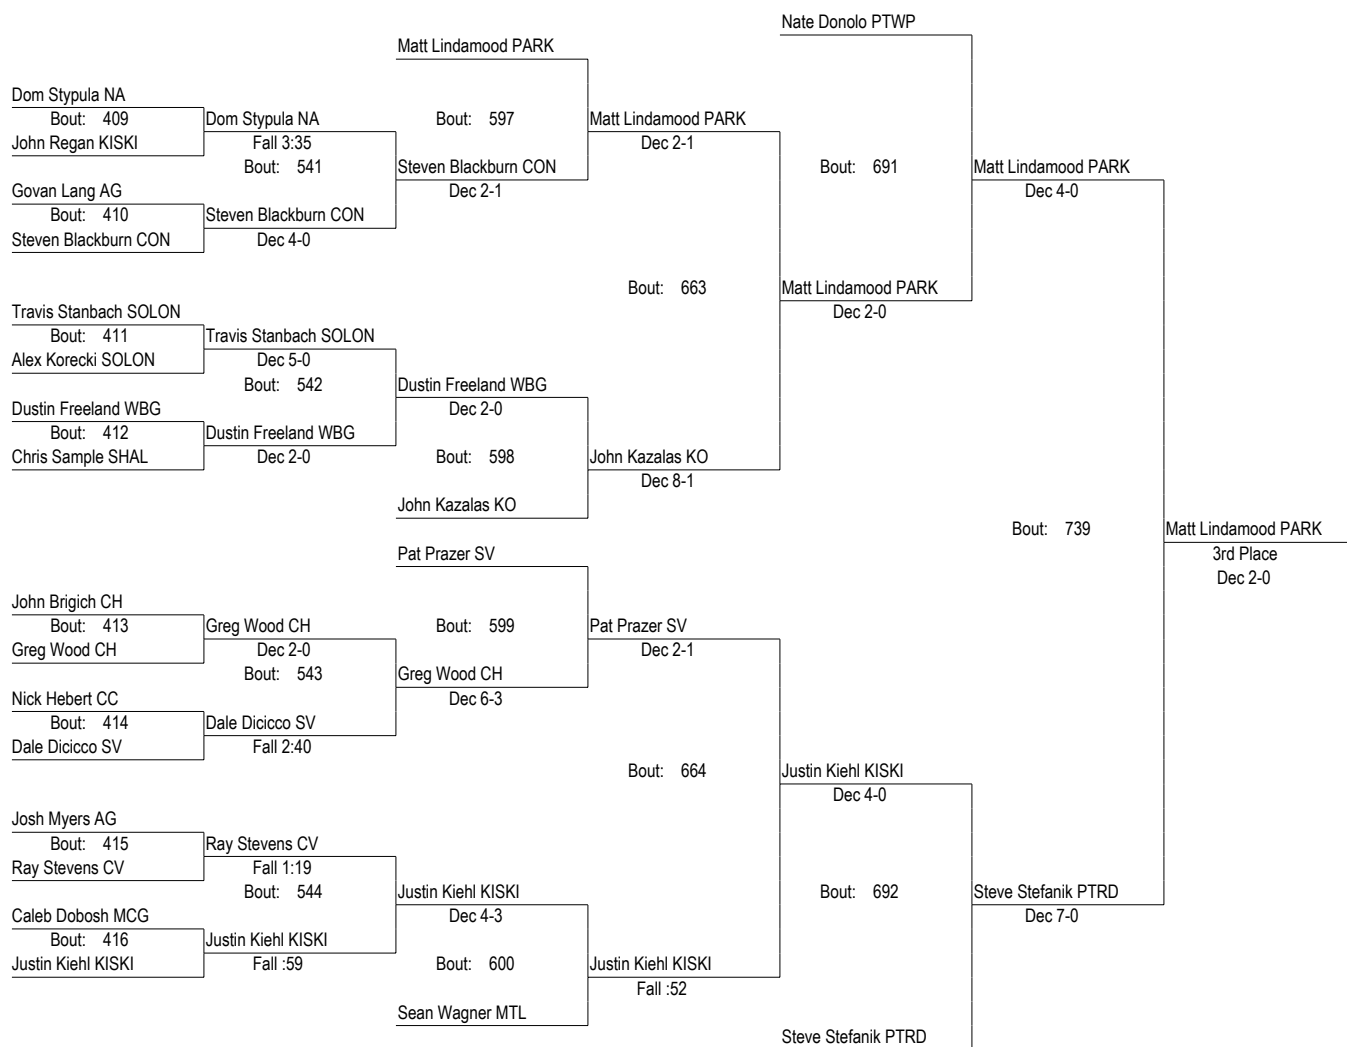 Nate Donolo PTWP
Matt Lindamood PARK
Dom Stypula NA
Bout: 409
Dom Stypula NA
Bout: 597
Matt Lindamood PARK
John Regan KISKI
Fall 3:35
Dec 2-1
Bout: 541
Steven Blackburn CON
Bout: 691
Matt Lindamood PARK
Govan Lang AG
Dec 2-1
Dec 4-0
Bout: 410
Steven Blackburn CON
Steven Blackburn CON
Dec 4-0
Bout: 663
Matt Lindamood PARK
Travis Stanbach SOLON
Dec 2-0
Bout: 411
Travis Stanbach SOLON
Alex Korecki SOLON
Dec 5-0
Bout: 542
Dustin Freeland WBG
Dustin Freeland WBG
Dec 2-0
Bout: 412
Dustin Freeland WBG
Chris Sample SHAL
Dec 2-0
Bout: 598
John Kazalas KO
Dec 8-1
John Kazalas KO
Bout: 739
Matt Lindamood PARK
Pat Prazer SV
3rd Place
Dec 2-0
John Brigich CH
Bout: 413
Greg Wood CH
Bout: 599
Pat Prazer SV
Greg Wood CH
Dec 2-0
Dec 2-1
Bout: 543
Greg Wood CH
Nick Hebert CC
Dec 6-3
Bout: 414
Dale Dicicco SV
Dale Dicicco SV
Fall 2:40
Bout: 664
Justin Kiehl KISKI
Dec 4-0
Josh Myers AG
Bout: 415
Ray Stevens CV
Ray Stevens CV
Fall 1:19
Bout: 544
Justin Kiehl KISKI
Bout: 692
Steve Stefanik PTRD
Caleb Dobosh MCG
Dec 4-3
Dec 7-0
Bout: 416
Justin Kiehl KISKI
Justin Kiehl KISKI
Fall :59
Bout: 600
Justin Kiehl KISKI
Fall :52
Sean Wagner MTL
Steve Stefanik PTRD